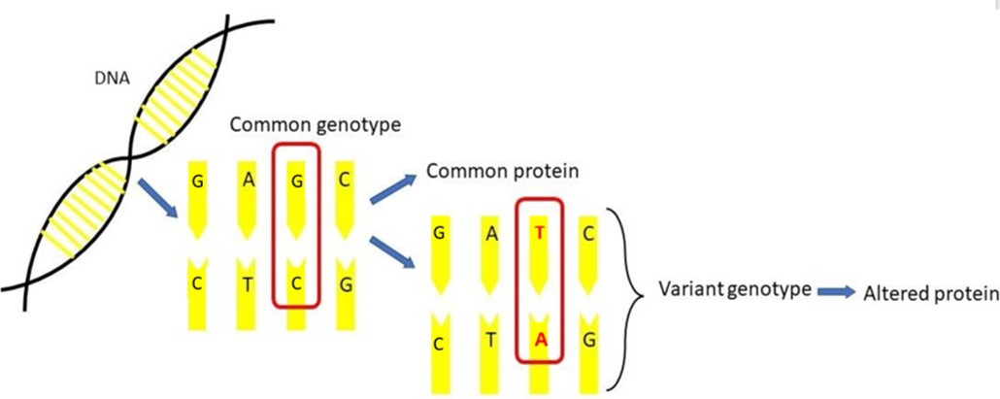 DNA
Common genotype
G A G C
C T C G
Common protein
G A T C
C T A G
Variant genotype
Altered protein